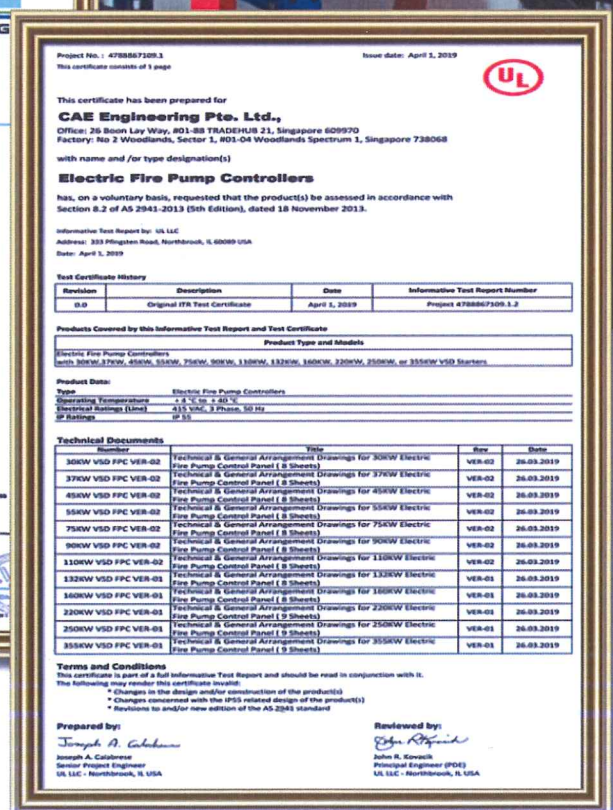 Project No. : 4788867109.1 Issue date: April 1, 2019
This certificate consists of 1 page
UL
This certificate has been prepared for
CAE Engineering Pte. Ltd.,
Office: 26 Boon Lay Way, #01-88 TRADEHUB 21, Singapore 609970
Factory: No 2 Woodlands, Sector 1, #01-04 Woodlands Spectrum 1, Singapore 738068
with name and /or type designation(s)
Electric Fire Pump Controllers
has, on a voluntary basis, requested that the product(s) be assessed in accordance with
Section 8.2 of AS 2941-2013 (5th Edition), dated 18 November 2013.
Informative Test Report by: UL LLC
Address: 333 Pfingsten Road, Northbrook, IL 60089 USA
Date: April 1, 2019
Test Certificate History
Revision Description Date Informative Test Report Number
0.0 Original ITR Test Certificate April 1, 2019 Project 4788867109.1.2
Products Covered by this Informative Test Report and Test Certificate
Product Type and Models
Electric Fire Pump Controllers
with 30KW,37KW, 45KW, 55KW, 75KW, 90KW, 110KW, 132KW, 160KW, 220KW, 250KW, or 355KW VSD Starters
Product Data:
Type Electric Fire Pump Controllers
Operating Temperature + 4 °C to + 40 °C
Electrical Ratings (Line) 415 VAC, 3 Phase, 50 Hz
IP Ratings IP 55
Technical Documents
Number Title Rev Date
30KW VSD FPC VER-02 Technical & General Arrangement Drawings for 30KW Electric Fire Pump Control Panel ( 8 Sheets) VER-02 26.03.2019
37KW VSD FPC VER-02 Technical & General Arrangement Drawings for 37KW Electric Fire Pump Control Panel ( 8 Sheets) VER-02 26.03.2019
45KW VSD FPC VER-02 Technical & General Arrangement Drawings for 45KW Electric Fire Pump Control Panel ( 8 Sheets) VER-02 26.03.2019
55KW VSD FPC VER-02 Technical & General Arrangement Drawings for 55KW Electric Fire Pump Control Panel ( 8 Sheets) VER-02 26.03.2019
75KW VSD FPC VER-02 Technical & General Arrangement Drawings for 75KW Electric Fire Pump Control Panel ( 8 Sheets) VER-02 26.03.2019
90KW VSD FPC VER-02 Technical & General Arrangement Drawings for 90KW Electric Fire Pump Control Panel ( 8 Sheets) VER-02 26.03.2019
110KW VSD FPC VER-02 Technical & General Arrangement Drawings for 110KW Electric Fire Pump Control Panel ( 8 Sheets) VER-02 26.03.2019
132KW VSD FPC VER-01 Technical & General Arrangement Drawings for 132KW Electric Fire Pump Control Panel ( 8 Sheets) VER-01 26.03.2019
160KW VSD FPC VER-01 Technical & General Arrangement Drawings for 160KW Electric Fire Pump Control Panel ( 8 Sheets) VER-01 26.03.2019
220KW VSD FPC VER-01 Technical & General Arrangement Drawings for 220KW Electric Fire Pump Control Panel ( 9 Sheets) VER-01 26.03.2019
250KW VSD FPC VER-01 Technical & General Arrangement Drawings for 250KW Electric Fire Pump Control Panel ( 9 Sheets) VER-01 26.03.2019
355KW VSD FPC VER-01 Technical & General Arrangement Drawings for 355KW Electric Fire Pump Control Panel ( 9 Sheets) VER-01 26.03.2019
Terms and Conditions
This certificate is part of a full Informative Test Report and should be read in conjunction with it.
The following may render this certificate invalid:
* Changes in the design and/or construction of the product(s)
* Changes concerned with the IP55 related design of the product(s)
* Revisions to and/or new edition of the AS 2941 standard
Prepared by: Reviewed by:
Joseph A. Calabrese John R. Kovacik
Senior Project Engineer Principal Engineer (PDE)
UL LLC - Northbrook, IL USA UL LLC - Northbrook, IL USA